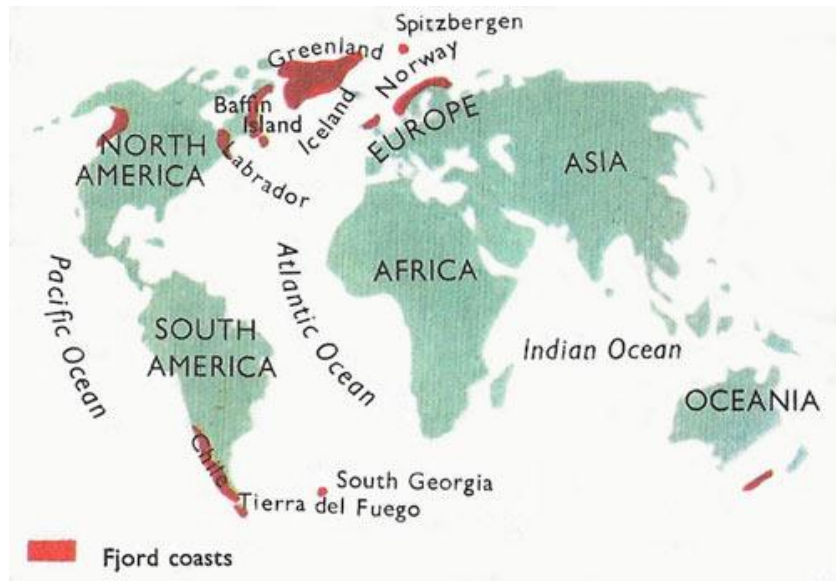 Spitzbergen
Greenland
Norway
Baffin
Island
Iceland
EUROPE
NORTH
AMERICA
Labrador
ASIA
Pacific Ocean
Atlantic Ocean
AFRICA
SOUTH
AMERICA
Indian Ocean
OCEANIA
Chile
South Georgia
Tierra del Fuego
Fjord coasts